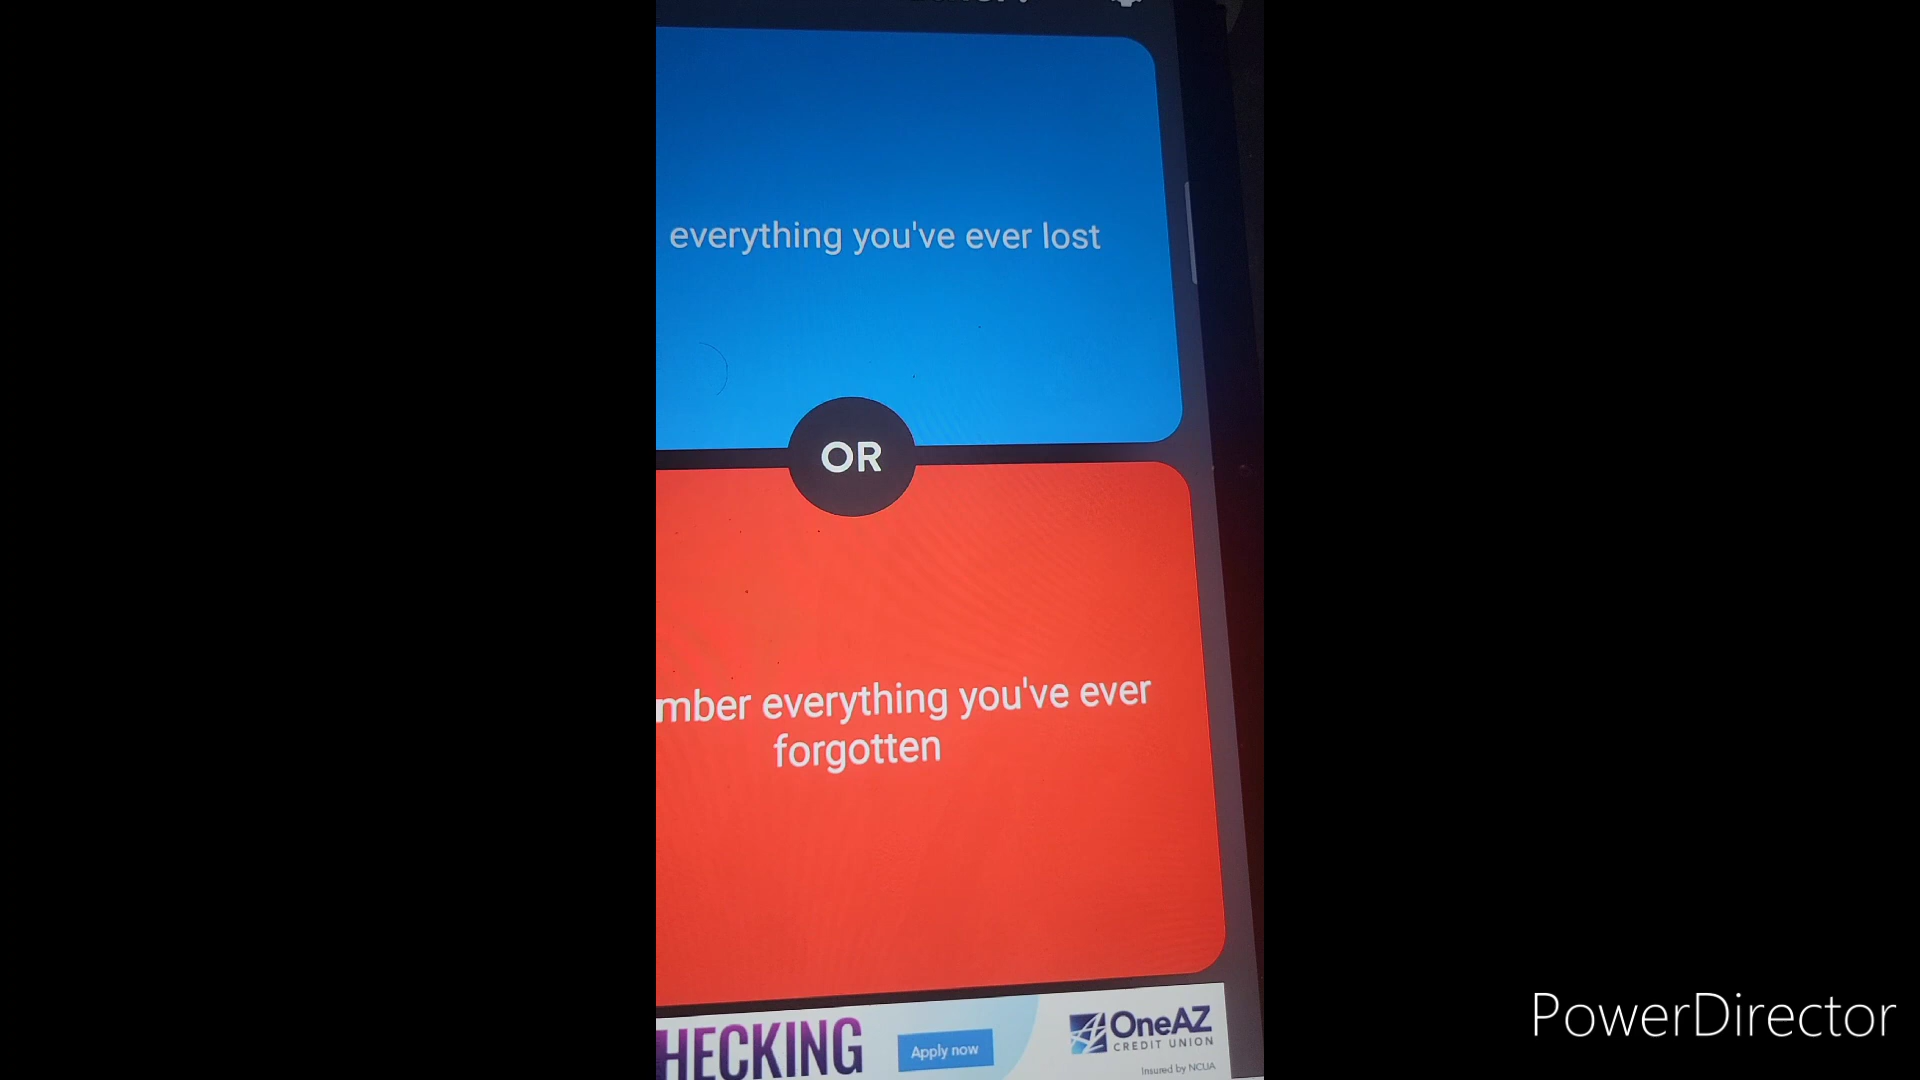 everything you've ever lost
OR
mber everything you've ever
forgotten
HECKING
Apply now
OneAZ
CREDIT UNION
Insured by NCUA
PowerDirector